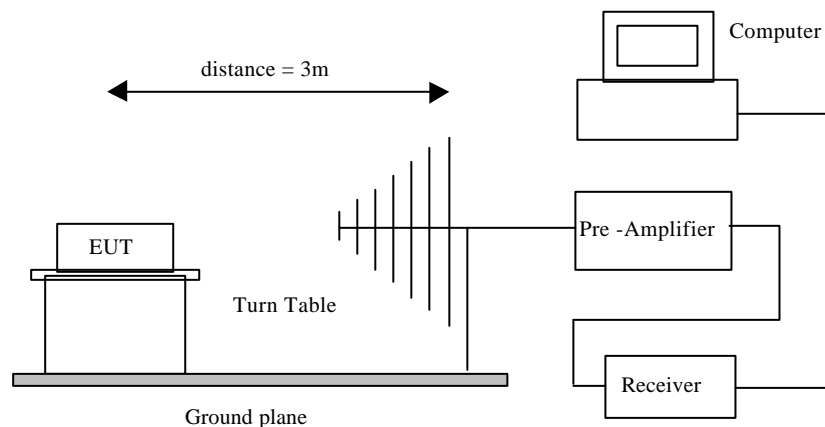 Computer
distance = 3m
Pre -Amplifier
EUT
Turn Table
Receiver
Ground plane